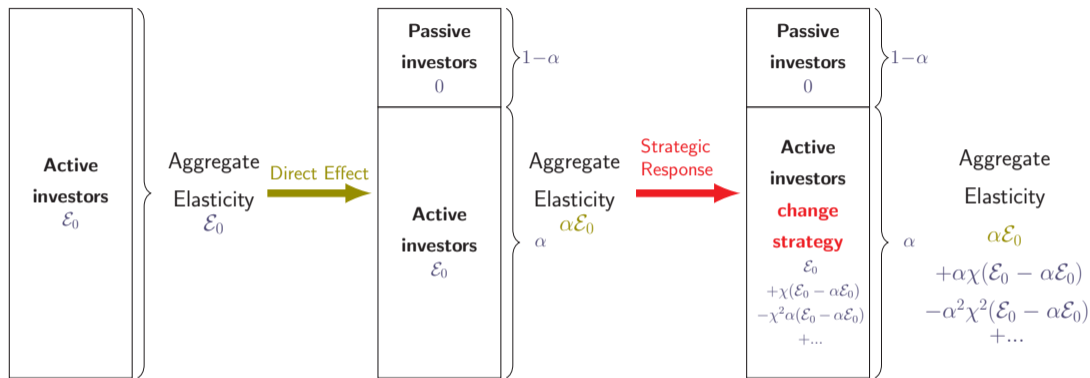 Active
investors
ℰ₀
Aggregate
Elasticity
ℰ₀
Direct Effect
Passive
investors
0
1−α
Active
investors
ℰ₀
α
Aggregate
Elasticity
αℰ₀
Strategic
Response
Passive
investors
0
1−α
Active
investors
change
strategy
ℰ₀
+χ(ℰ₀ − αℰ₀)
−χ²α(ℰ₀ − αℰ₀)
+...
α
Aggregate
Elasticity
αℰ₀
+αχ(ℰ₀ − αℰ₀)
−α²χ²(ℰ₀ − αℰ₀)
+...